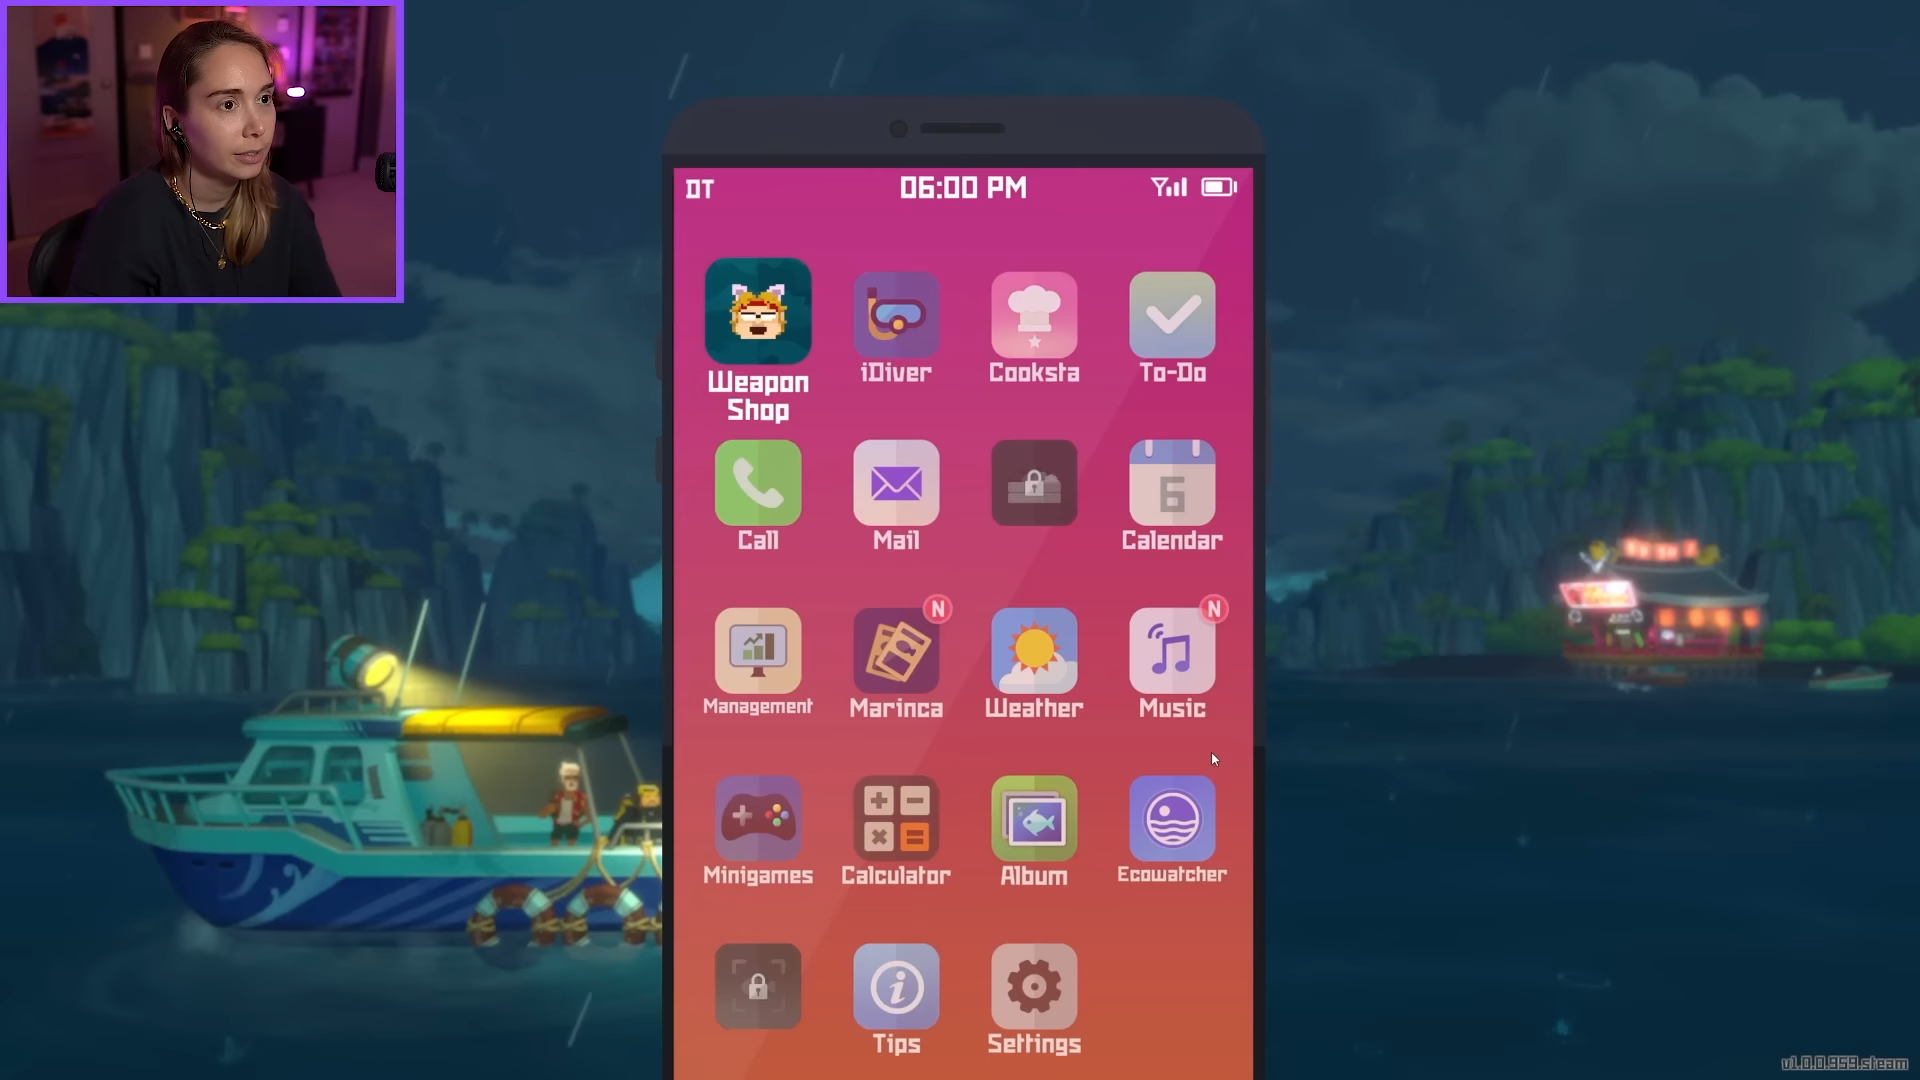 DT
06:00 PM
Weapon
Shop
iDiver
Cooksta
To-Do
Call
Mail
6
Calendar
N
N
Management
Marinca
Weather
Music
Minigames
Calculator
Album
Ecowatcher
Tips
Settings
v1.0.0.959.steam